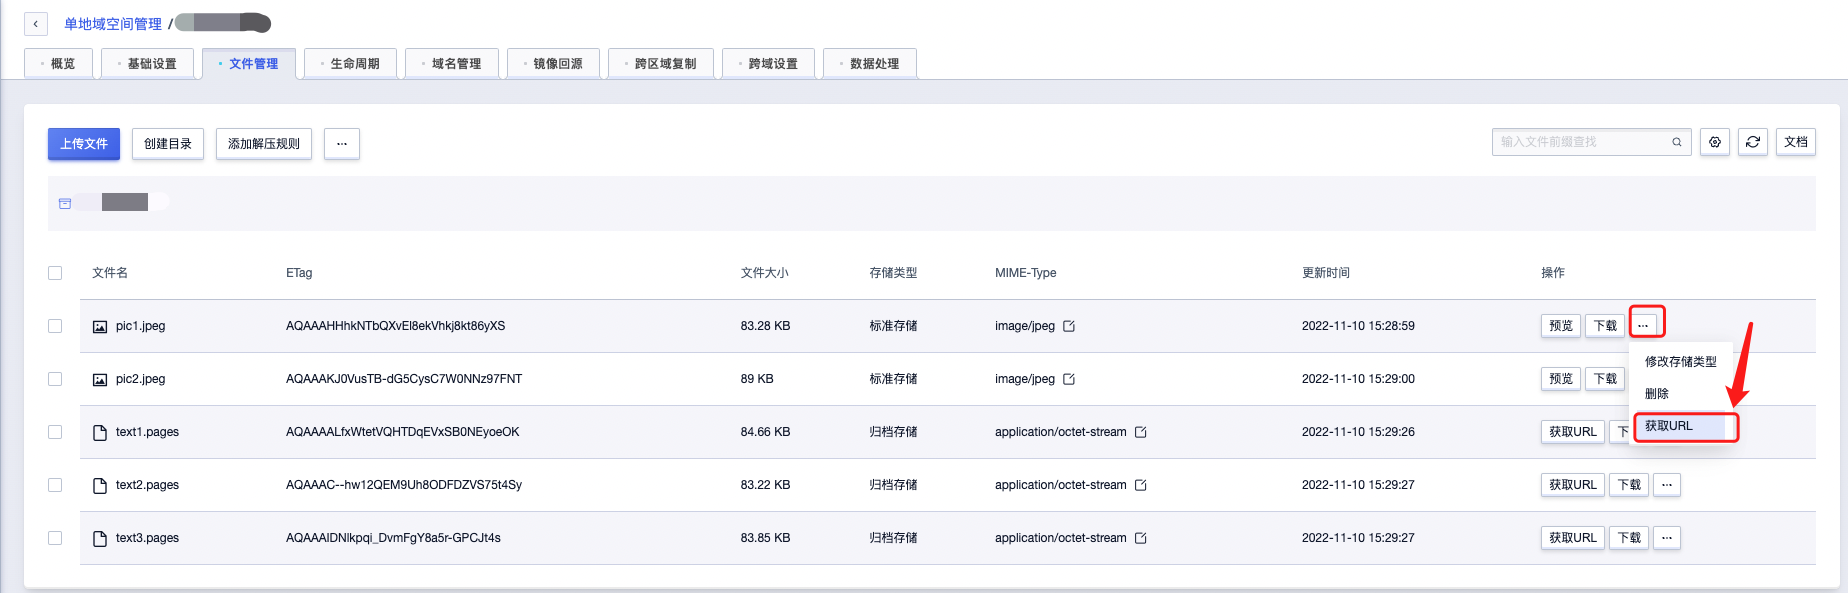 单地域空间管理 /
概览 基础设置 文件管理 生命周期 域名管理 镜像回源 跨区域复制 跨域设置 数据处理
上传文件 创建目录 添加解压规则 ... 输入文件前缀查找 文档
文件名 ETag 文件大小 存储类型 MIME-Type 更新时间 操作
pic1.jpeg AQAAAHHhkNTbQXvEl8ekVhkj8kt86yXS 83.28 KB 标准存储 image/jpeg 2022-11-10 15:28:59 预览 下载 ...
修改存储类型
pic2.jpeg AQAAAKJ0VusTB-dG5CysC7W0NNz97FNT 89 KB 标准存储 image/jpeg 2022-11-10 15:29:00 预览 下载
删除
获取URL
text1.pages AQAAAALfxWtetVQHTDqEVxSB0NEyoeOK 84.66 KB 归档存储 application/octet-stream 2022-11-10 15:29:26 获取URL 下
text2.pages AQAAAC--hw12QEM9Uh8ODFDZVS75t4Sy 83.22 KB 归档存储 application/octet-stream 2022-11-10 15:29:27 获取URL 下载 ...
text3.pages AQAAAIDNlkpqi_DvmFgY8a5r-GPCJt4s 83.85 KB 归档存储 application/octet-stream 2022-11-10 15:29:27 获取URL 下载 ...